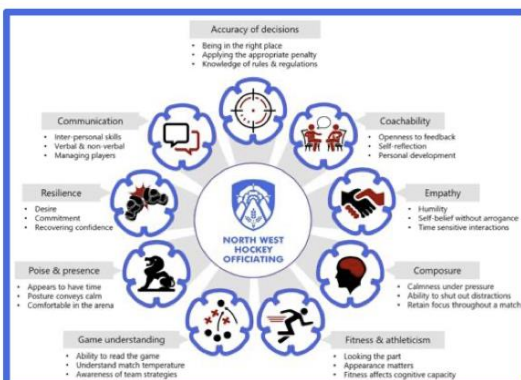 Accuracy of decisions
• Being in the right place
• Applying the appropriate penalty
• Knowledge of rules & regulations
Communication
• Inter-personal skills
• Verbal & non-verbal
• Managing players
Coachability
• Openness to feedback
• Self-reflection
• Personal development
Resilience
• Desire
• Commitment
• Recovering confidence
NORTH WEST
HOCKEY
OFFICIATING
Empathy
• Humility
• Self-belief without arrogance
• Time sensitive interactions
Poise & presence
• Appears to have time
• Posture conveys calm
• Comfortable in the arena
Composure
• Calmness under pressure
• Ability to shut out distractions
• Retain focus throughout a match
Game understanding
• Ability to read the game
• Understand match temperature
• Awareness of team strategies
Fitness & athleticism
• Looking the part
• Appearance matters
• Fitness affects cognitive capacity